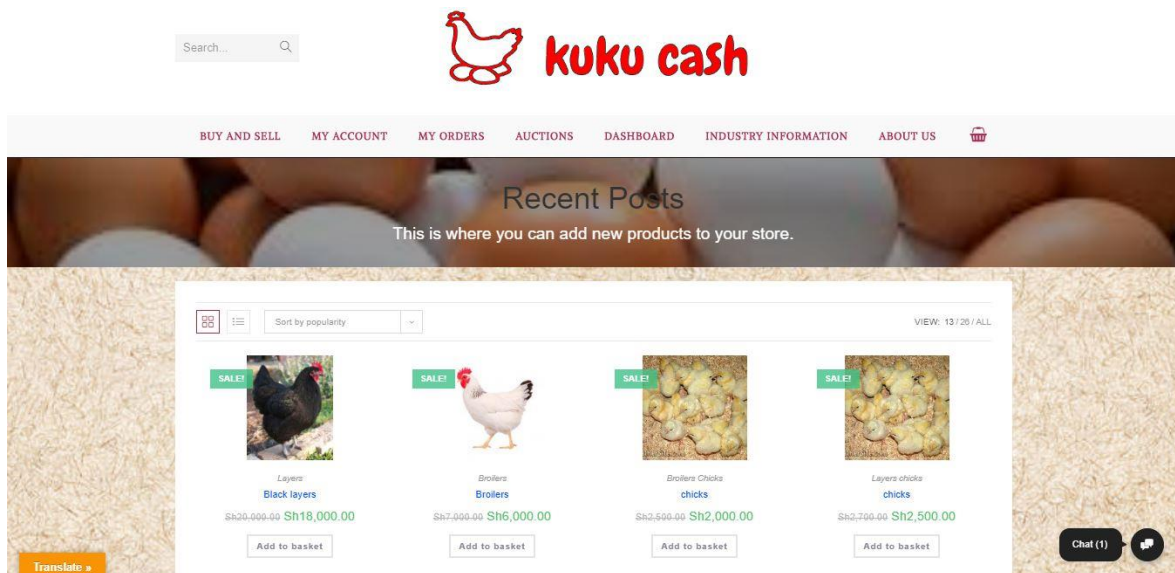 Search...
kuku cash
BUY AND SELL MY ACCOUNT MY ORDERS AUCTIONS DASHBOARD INDUSTRY INFORMATION ABOUT US
Recent Posts
This is where you can add new products to your store.
Sort by popularity
VIEW: 13 / 26 / ALL
SALE! SALE! SALE! SALE!
Layers Broilers Broilers Chicks Layers chicks
Black layers Broilers chicks chicks
Sh20,000.00 Sh18,000.00 Sh7,000.00 Sh6,000.00 Sh2,500.00 Sh2,000.00 Sh2,700.00 Sh2,500.00
Add to basket Add to basket Add to basket Add to basket
Chat (1)
Translate »